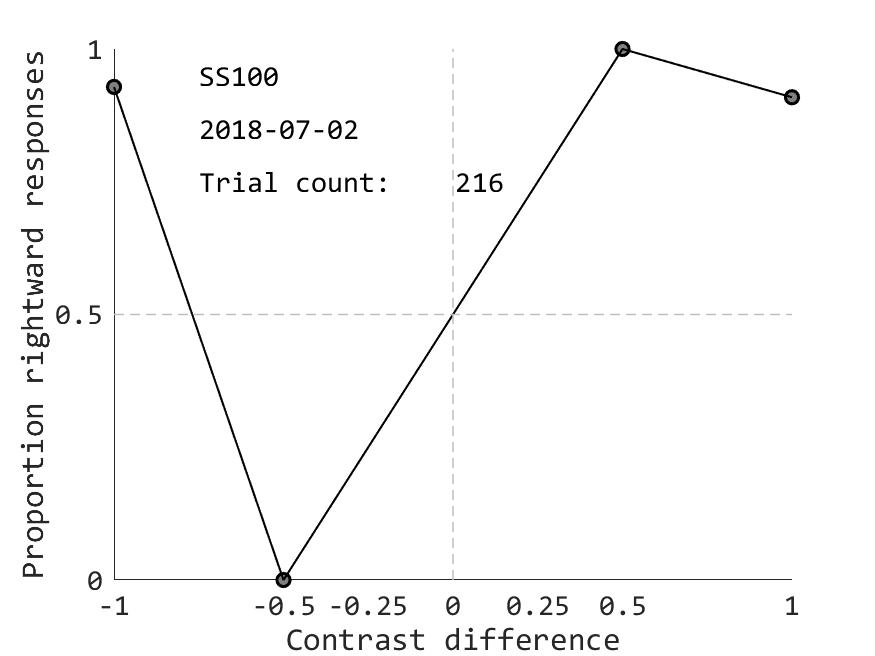 SS100
2018-07-02
Trial count: 216
Proportion rightward responses
1
0.5
0
-1 -0.5 -0.25 0 0.25 0.5 1
Contrast difference